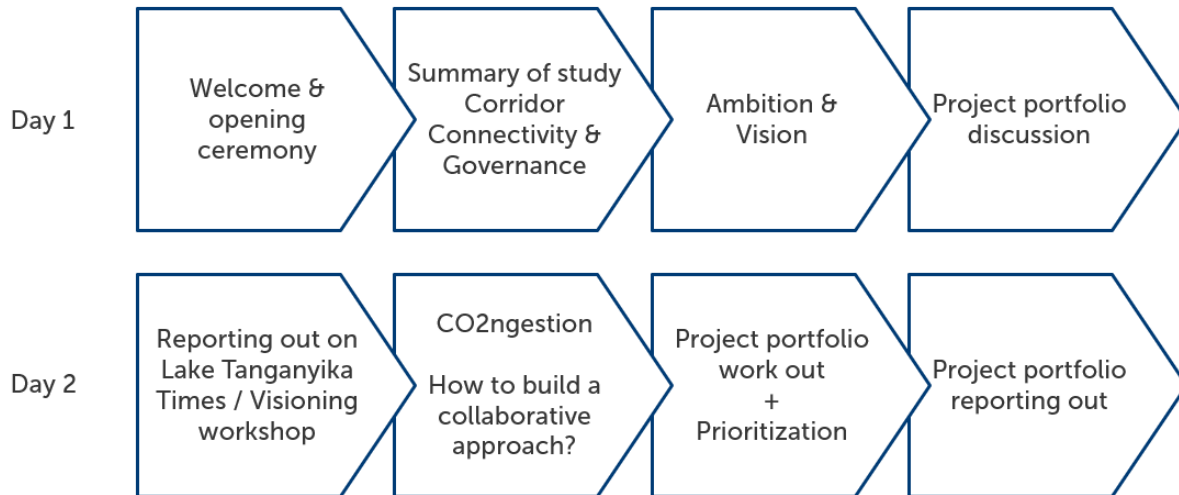 Day 1
Welcome &
opening
ceremony
Summary of study
Corridor
Connectivity &
Governance
Ambition &
Vision
Project portfolio
discussion
Day 2
Reporting out on
Lake Tanganyika
Times / Visioning
workshop
CO2ngestion
How to build a
collaborative
approach?
Project portfolio
work out
+
Prioritization
Project portfolio
reporting out